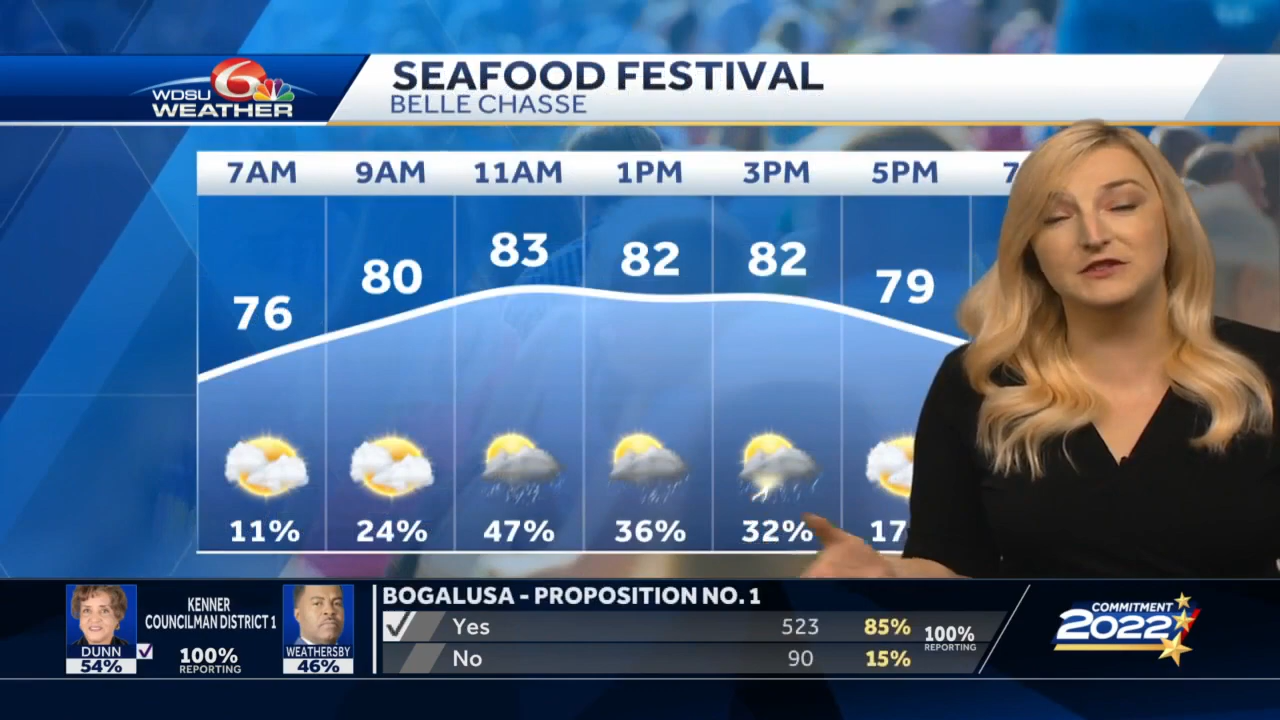 WDSU 6
WEATHER
SEAFOOD FESTIVAL
BELLE CHASSE
7AM 9AM 11AM 1PM 3PM 5PM 7
76 80 83 82 82 79
11% 24% 47% 36% 32% 17
KENNER
COUNCILMAN DISTRICT 1
DUNN
54%
100%
REPORTING
WEATHERSBY
46%
BOGALUSA - PROPOSITION NO. 1
Yes 523 85%
No 90 15%
100%
REPORTING
COMMITMENT
2022